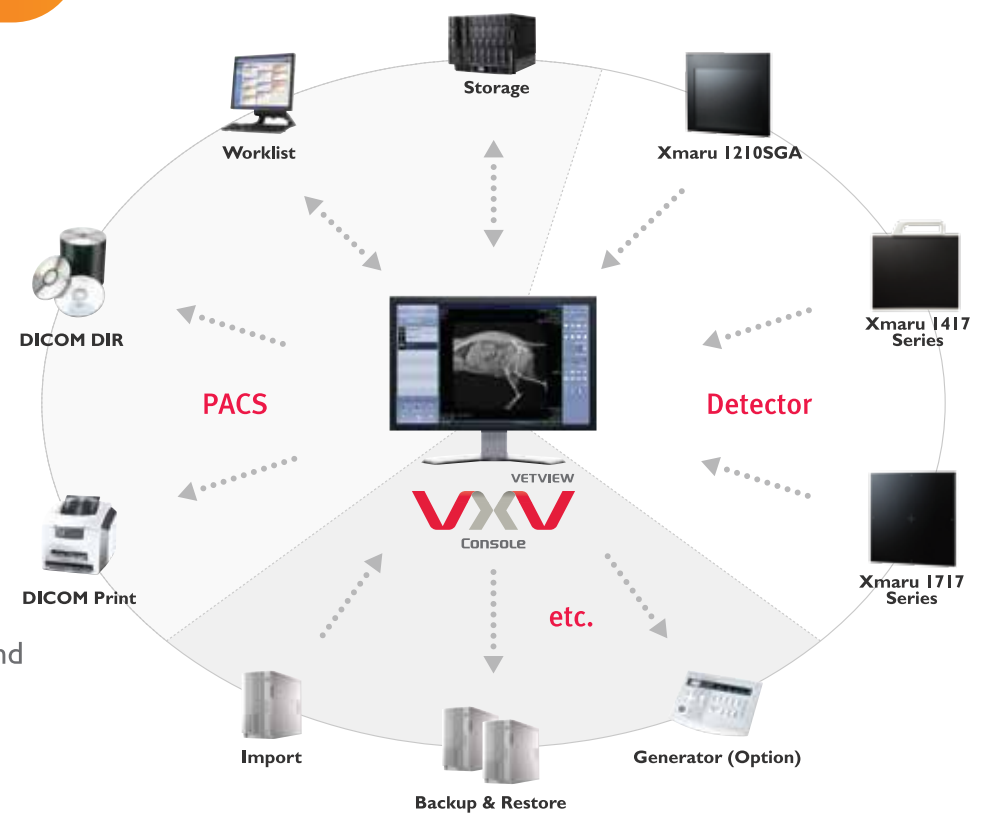 Storage
Worklist
Xmaru 1210SGA
DICOM DIR
Xmaru 1417
Series
PACS
Detector
VETVIEW
VXV
Console
DICOM Print
Xmaru 1717
Series
etc.
nd
Import
Generator (Option)
Backup & Restore